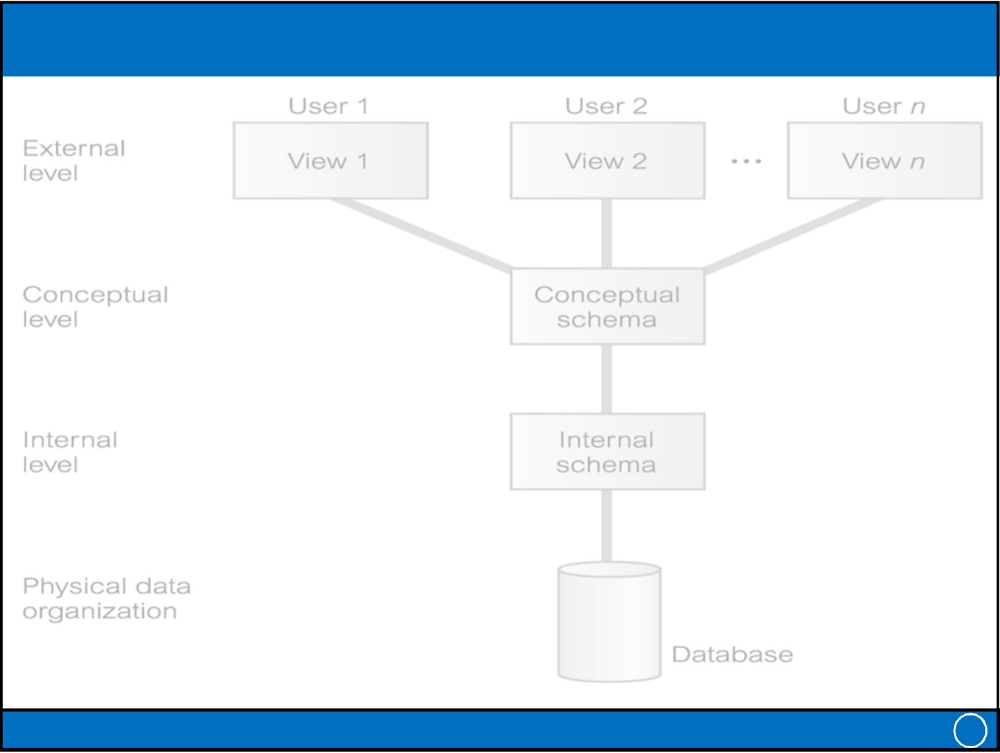 User 1
User 2
User n
External
level
View 1
View 2
...
View n
Conceptual
level
Conceptual
schema
Internal
level
Internal
schema
Physical data
organization
Database